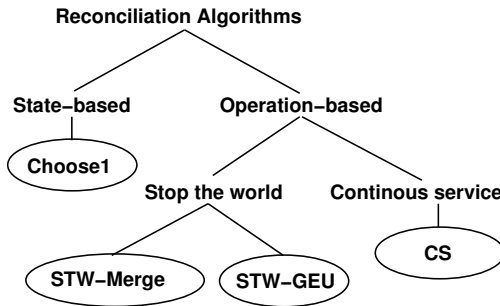 Reconciliation Algorithms
State-based
Operation-based
Choose1
Stop the world
Continous service
STW-Merge
STW-GEU
CS